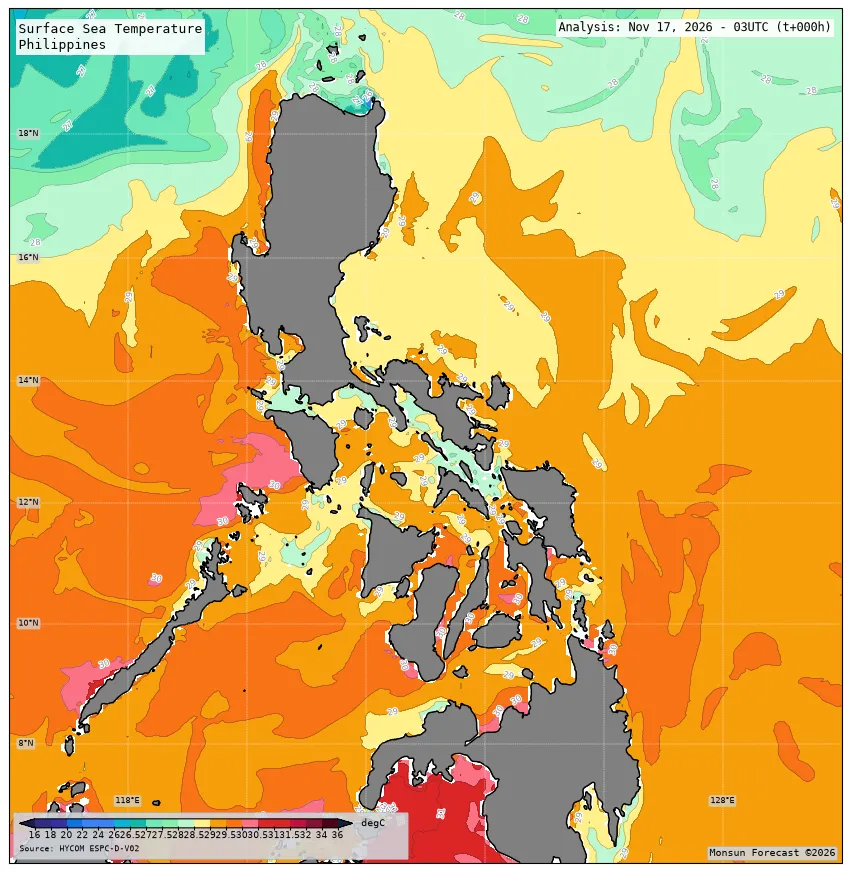 Surface Sea Temperature
Philippines
Analysis: Nov 17, 2026 - 03UTC (t+000h)
18°N
16°N
14°N
12°N
10°N
8°N
118°E
128°E
16 18 20 22 24 26 26.5 27 27.5 28 28.5 29 29.5 30 30.5 31 31.5 32 34 36
degC
Source: HYCOM ESPC-D-V02
Monsun Forecast ©2026